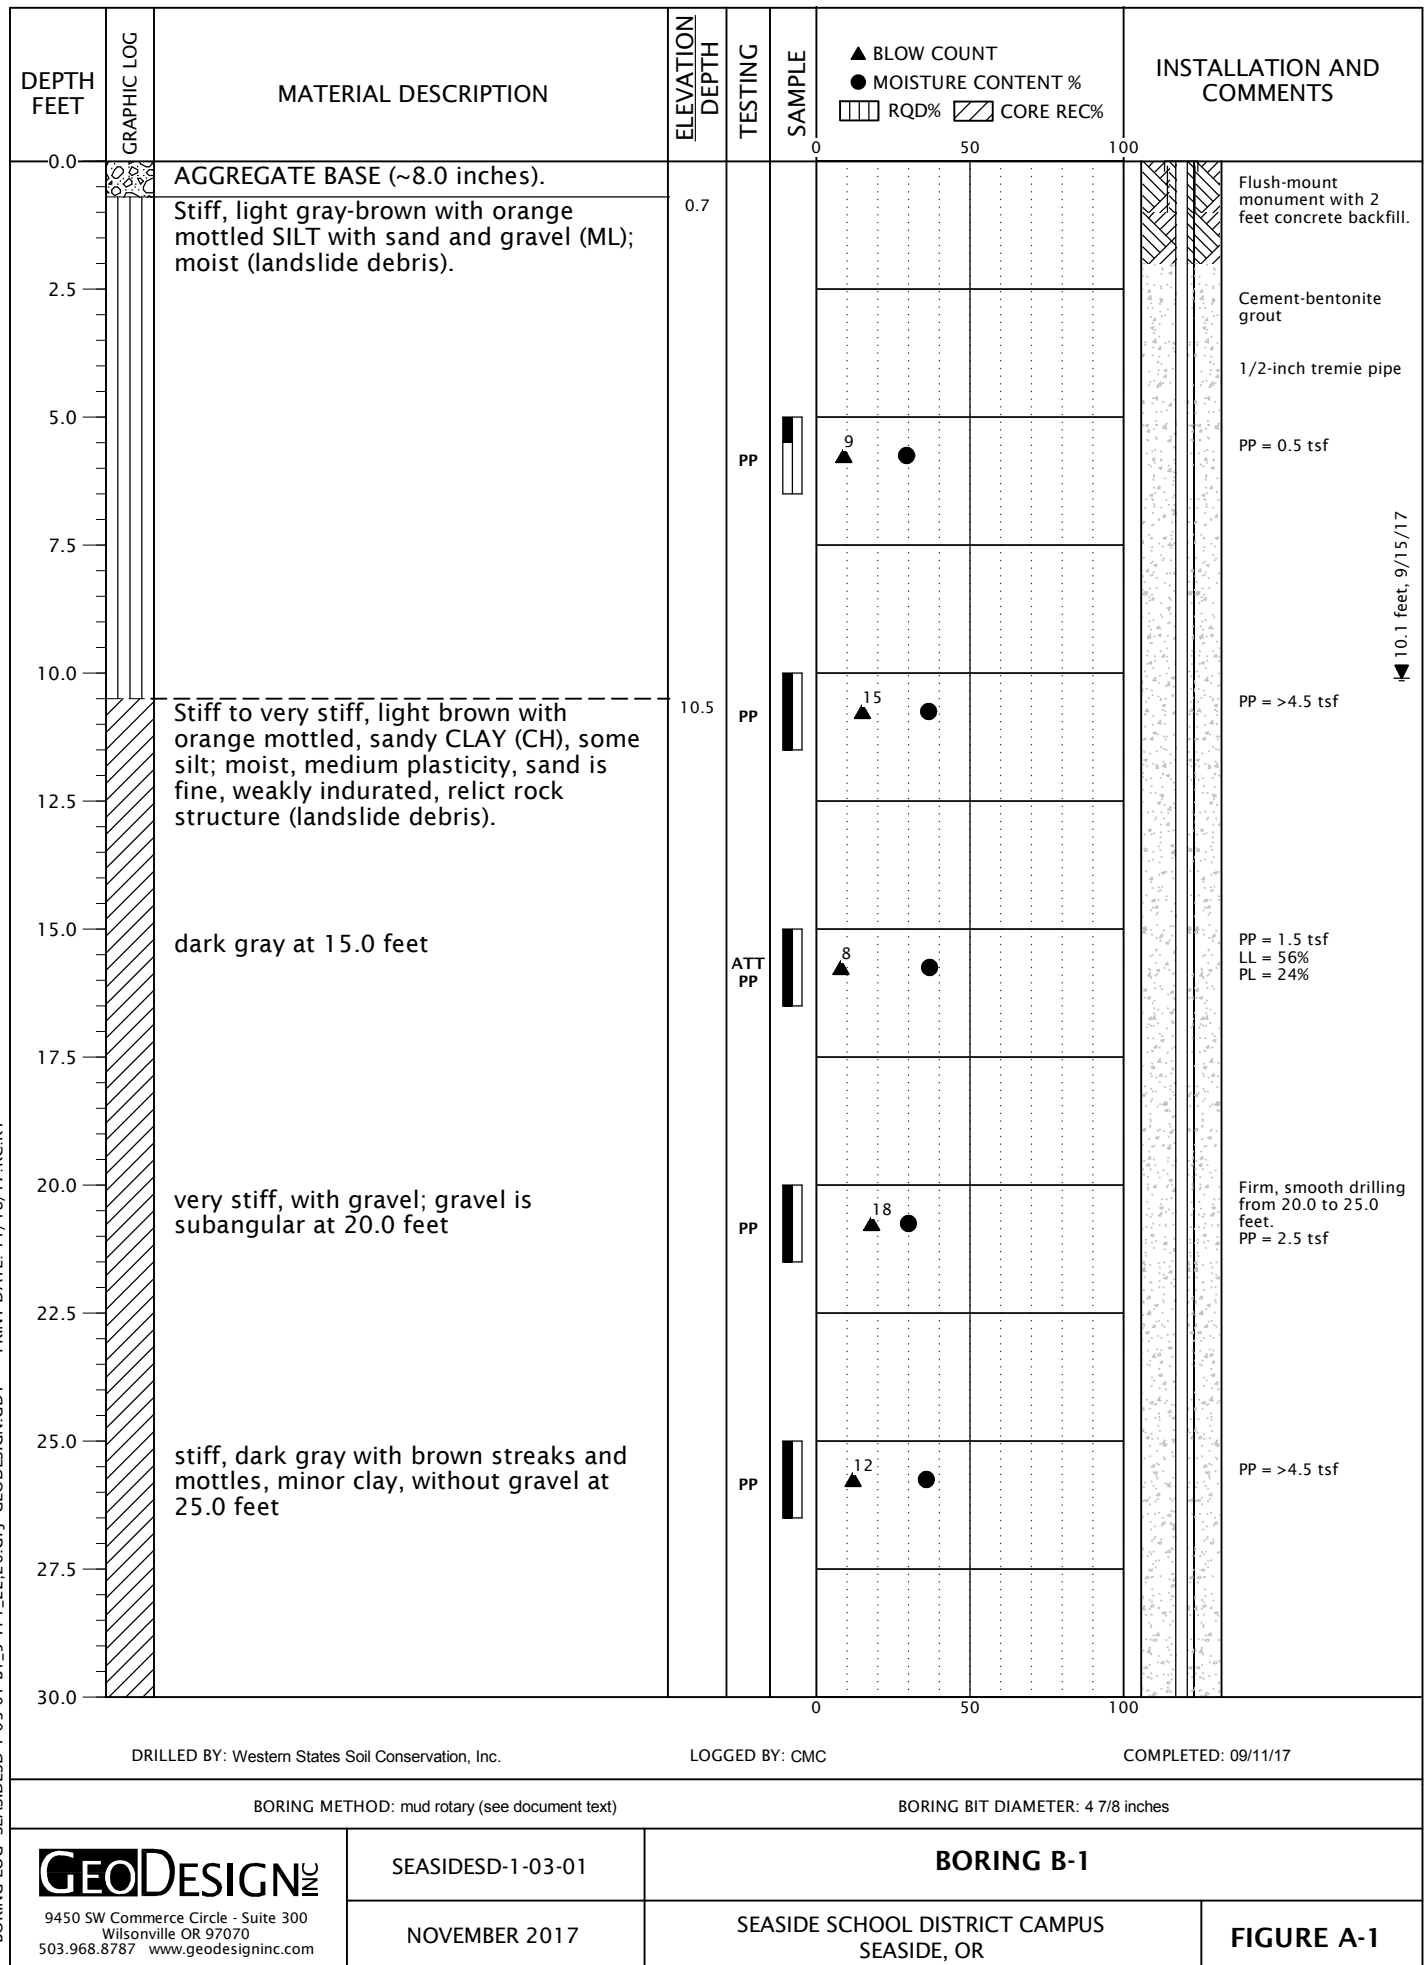 DEPTH
FEET
GRAPHIC LOG
MATERIAL DESCRIPTION
ELEVATION
DEPTH
TESTING
SAMPLE
▲ BLOW COUNT
● MOISTURE CONTENT %
RQD% CORE REC%
INSTALLATION AND
COMMENTS
0 50 100
0.0
AGGREGATE BASE (~8.0 inches).
0.7
Stiff, light gray-brown with orange
mottled SILT with sand and gravel (ML);
moist (landslide debris).
Flush-mount
monument with 2
feet concrete backfill.
2.5
Cement-bentonite
grout
1/2-inch tremie pipe
5.0
PP
9
PP = 0.5 tsf
7.5
10.1 feet, 9/15/17
10.0
10.5
Stiff to very stiff, light brown with
orange mottled, sandy CLAY (CH), some
silt; moist, medium plasticity, sand is
fine, weakly indurated, relict rock
structure (landslide debris).
PP
15
PP = >4.5 tsf
12.5
15.0
dark gray at 15.0 feet
ATT
PP
8
PP = 1.5 tsf
LL = 56%
PL = 24%
17.5
20.0
very stiff, with gravel; gravel is
subangular at 20.0 feet
PP
18
Firm, smooth drilling
from 20.0 to 25.0
feet.
PP = 2.5 tsf
22.5
25.0
stiff, dark gray with brown streaks and
mottles, minor clay, without gravel at
25.0 feet
PP
12
PP = >4.5 tsf
27.5
30.0
0 50 100
DRILLED BY: Western States Soil Conservation, Inc.
LOGGED BY: CMC
COMPLETED: 09/11/17
BORING METHOD: mud rotary (see document text)
BORING BIT DIAMETER: 4 7/8 inches
GEODESIGN INC
9450 SW Commerce Circle - Suite 300
Wilsonville OR 97070
503.968.8787 www.geodesigninc.com
SEASIDESD-1-03-01
NOVEMBER 2017
BORING B-1
SEASIDE SCHOOL DISTRICT CAMPUS
SEASIDE, OR
FIGURE A-1